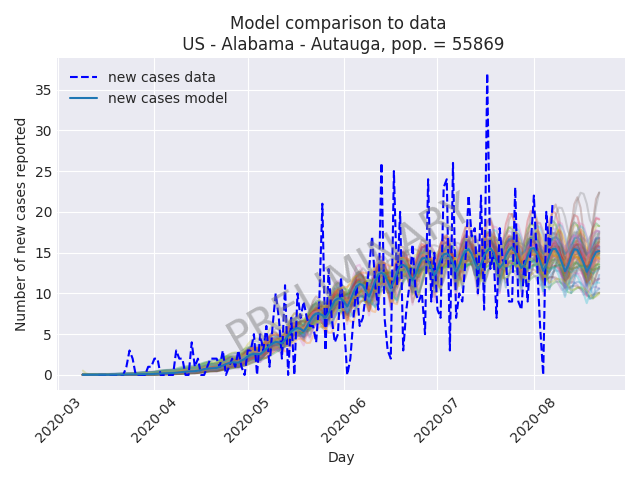 Model comparison to data
US - Alabama - Autauga, pop. = 55869
new cases data
new cases model
PRELIMINARY
Number of new cases reported
35
30
25
20
15
10
5
0
2020-03
2020-04
2020-05
2020-06
2020-07
2020-08
Day